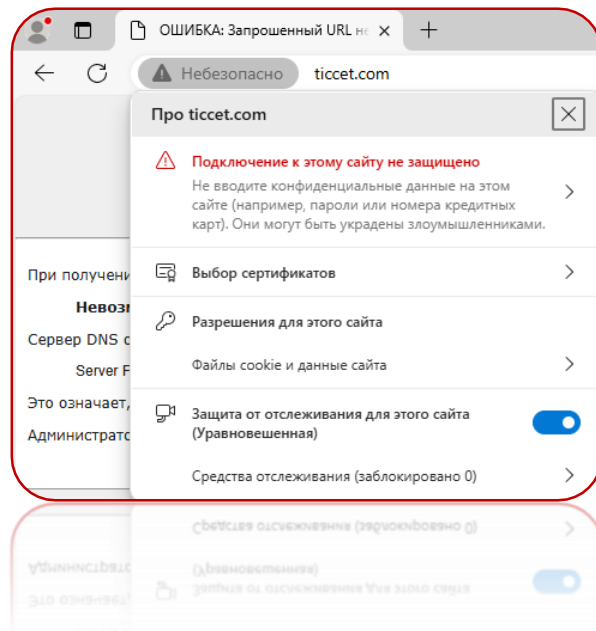 ОШИБКА: Запрошенный URL не
Небезопасно ticcet.com
Про ticcet.com
Подключение к этому сайту не защищено
Не вводите конфиденциальные данные на этом
сайте (например, пароли или номера кредитных
карт). Они могут быть украдены злоумышленниками.
При получени
Выбор сертификатов
Невозм
Разрешения для этого сайта
Сервер DNS с
Server F
Файлы cookie и данные сайта
Это означает,
Защита от отслеживания для этого сайта
(Уравновешенная)
Администратс
Средства отслеживания (заблокировано 0)